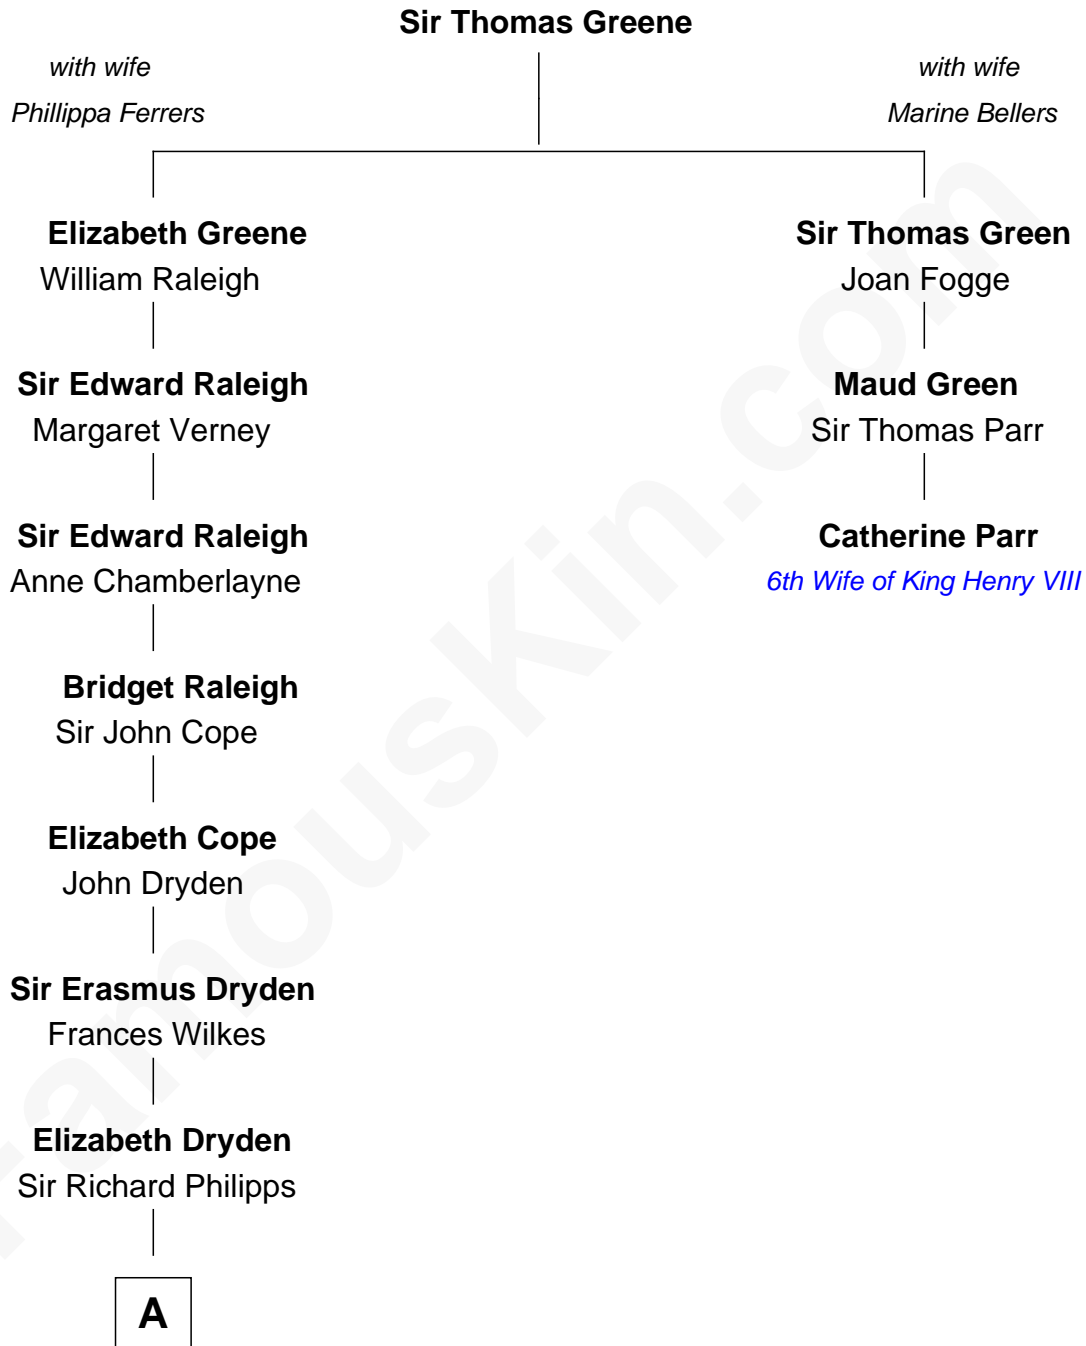 Sir Thomas Greene
with wife
Phillippa Ferrers
with wife
Marine Bellers
Elizabeth Greene
William Raleigh
Sir Thomas Green
Joan Fogge
Sir Edward Raleigh
Margaret Verney
Maud Green
Sir Thomas Parr
Sir Edward Raleigh
Anne Chamberlayne
Catherine Parr
6th Wife of King Henry VIII
Bridget Raleigh
Sir John Cope
Elizabeth Cope
John Dryden
Sir Erasmus Dryden
Frances Wilkes
Elizabeth Dryden
Sir Richard Philipps
A
FamousKin.com